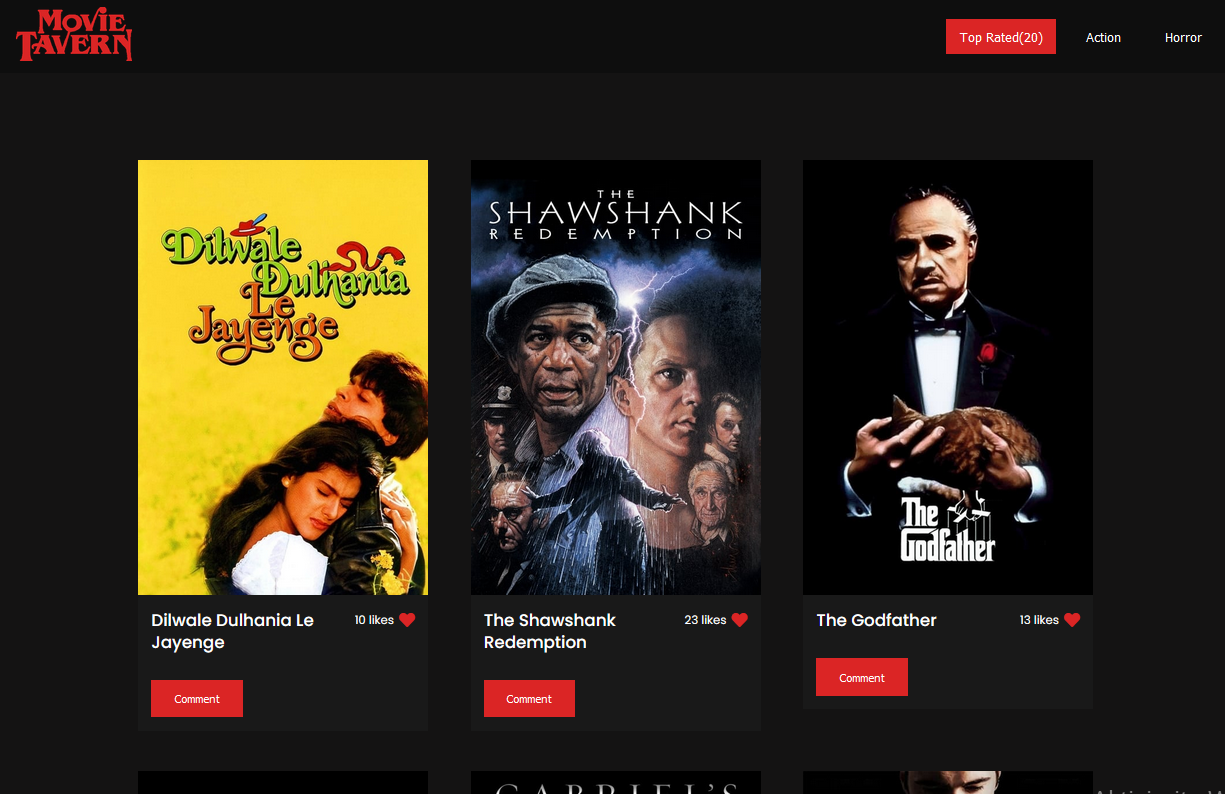 MOVIE
TAVERN
Top Rated(20)
Action
Horror
Dilwale
Dulhania
Le
Jayenge
THE
SHAWSHANK
REDEMPTION
The
Godfather
Dilwale Dulhania Le
Jayenge
10 likes
Comment
The Shawshank
Redemption
23 likes
Comment
The Godfather
13 likes
Comment
GABRIEL'S